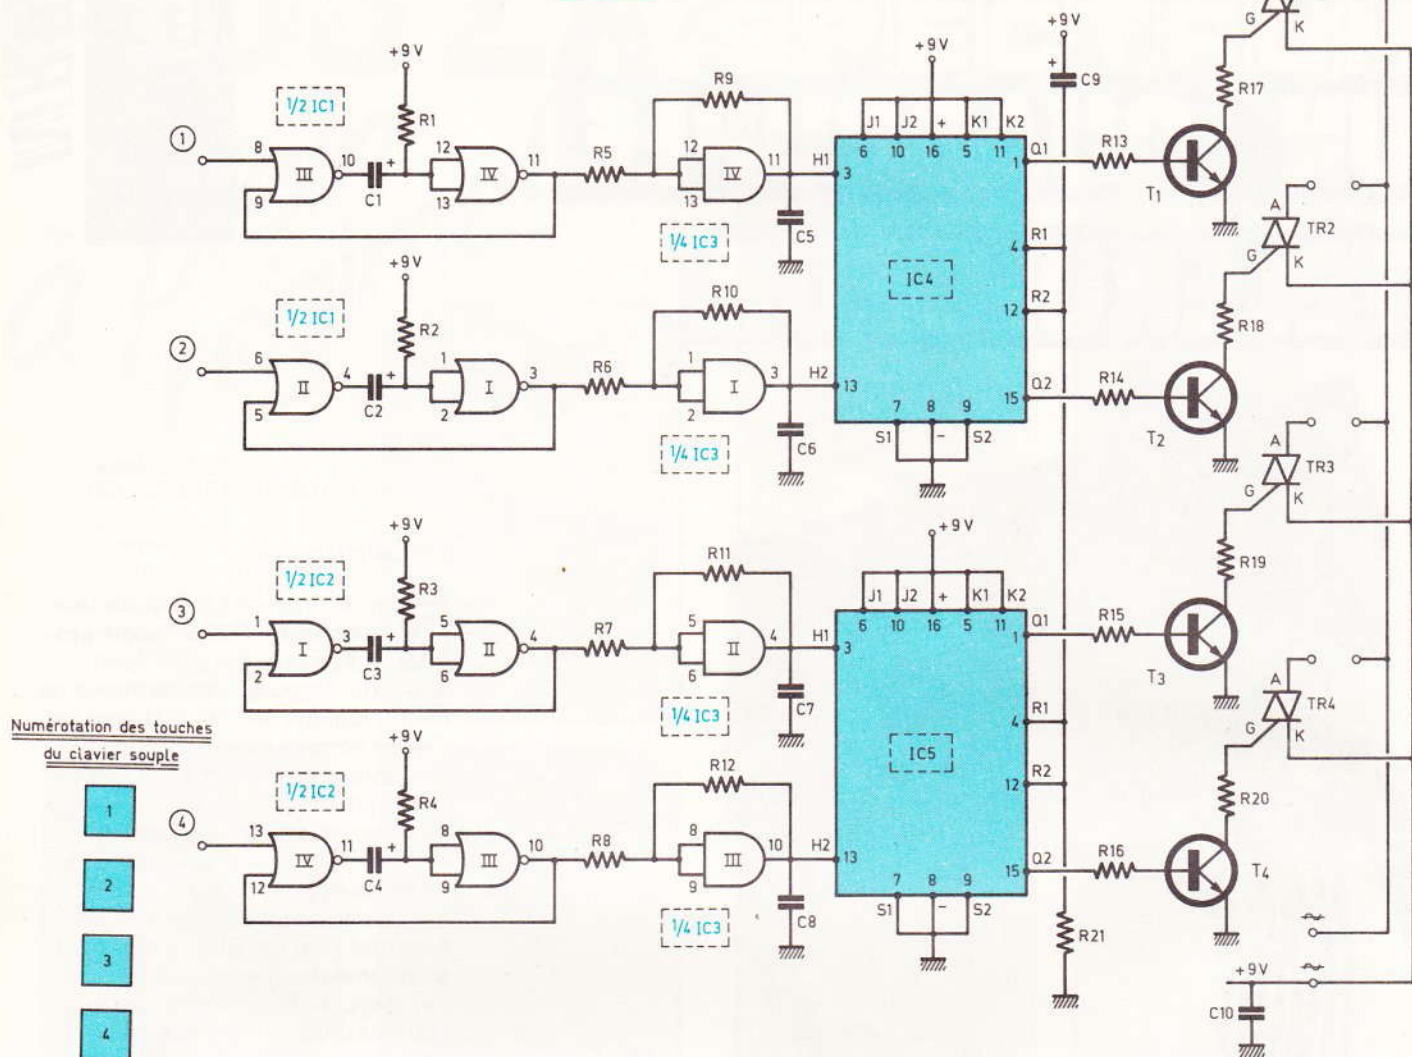 +9V
C9
+
G
K
R17
+9V
1/2 IC1
R1
1
8
9
III
10
C1
+
12
13
IV
11
R5
R9
12
13
IV
11
1/4 IC3
C5
H1
3
+9V
J1
J2
+
K1
K2
6
10
16
5
11
Q1
1
R13
T1
R1
4
IC4
R2
12
A
TR2
G
K
+9V
1/2 IC1
R2
2
6
5
II
4
C2
+
1
2
I
3
R6
R10
1
2
I
3
1/4 IC3
C6
H2
13
Q2
15
R14
T2
R18
7
8
9
S1
-
S2
A
TR3
G
K
+9V
1/2 IC2
R3
3
1
2
I
3
C3
+
5
6
II
4
R7
R11
5
6
II
4
1/4 IC3
C7
H1
3
+9V
J1
J2
+
K1
K2
6
10
16
5
11
Q1
1
R15
T3
R19
R1
4
IC5
R2
12
A
TR4
G
K
+9V
1/2 IC2
R4
4
13
12
IV
11
C4
+
8
9
III
10
R8
R12
8
9
III
10
1/4 IC3
C8
H2
13
Q2
15
R16
T4
R20
7
8
9
S1
-
S2
R21
~
~
+9V
C10
Numérotation des touches
du clavier souple
1
2
3
4